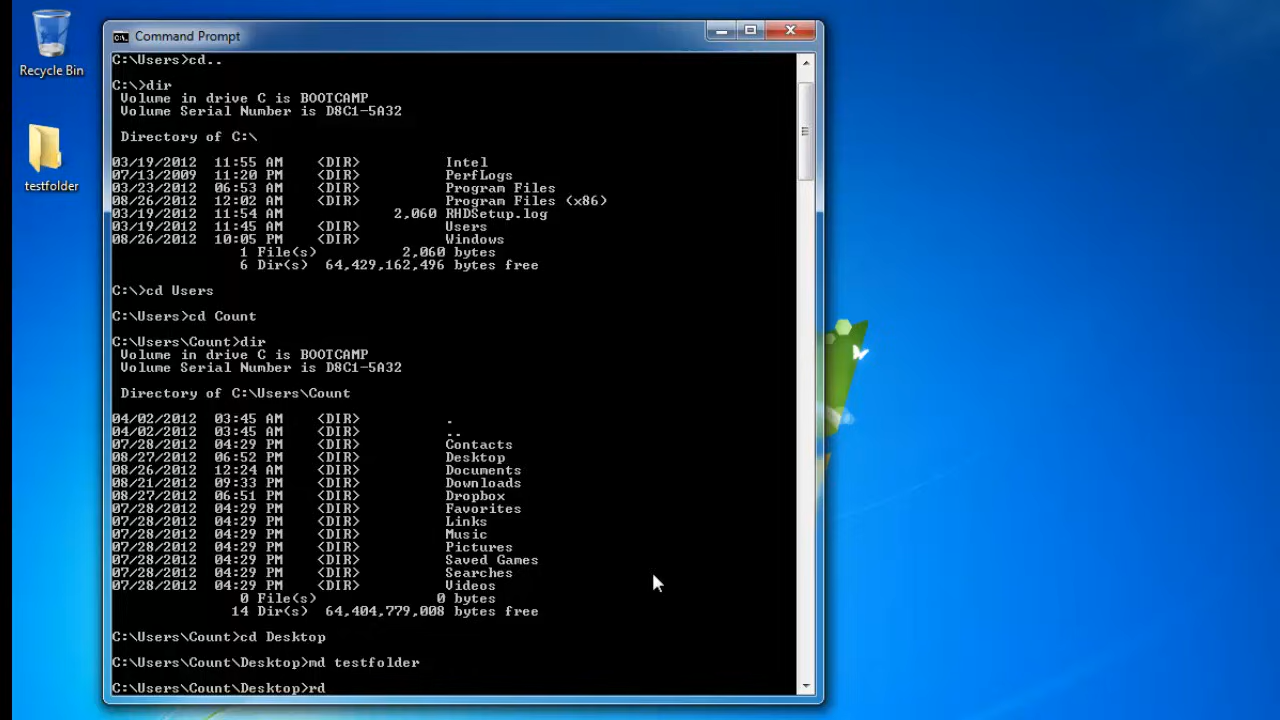 Recycle Bin
testfolder
Command Prompt
C:\Users>cd..
C:\>dir
Volume in drive C is BOOTCAMP
Volume Serial Number is D8C1-5A32
Directory of C:\
03/19/2012 11:55 AM <DIR> Intel
07/13/2009 11:20 PM <DIR> PerfLogs
03/23/2012 06:53 AM <DIR> Program Files
08/26/2012 12:02 AM <DIR> Program Files (x86)
03/19/2012 11:54 AM 2,060 RHDSetup.log
03/19/2012 11:45 AM <DIR> Users
08/26/2012 10:05 PM <DIR> Windows
1 File(s) 2,060 bytes
6 Dir(s) 64,429,162,496 bytes free
C:\>cd Users
C:\Users>cd Count
C:\Users\Count>dir
Volume in drive C is BOOTCAMP
Volume Serial Number is D8C1-5A32
Directory of C:\Users\Count
04/02/2012 03:45 AM <DIR> .
04/02/2012 03:45 AM <DIR> ..
07/28/2012 04:29 PM <DIR> Contacts
08/27/2012 06:52 PM <DIR> Desktop
08/26/2012 12:24 AM <DIR> Documents
08/21/2012 09:33 PM <DIR> Downloads
08/27/2012 06:51 PM <DIR> Dropbox
07/28/2012 04:29 PM <DIR> Favorites
07/28/2012 04:29 PM <DIR> Links
07/28/2012 04:29 PM <DIR> Music
07/28/2012 04:29 PM <DIR> Pictures
07/28/2012 04:29 PM <DIR> Saved Games
07/28/2012 04:29 PM <DIR> Searches
07/28/2012 04:29 PM <DIR> Videos
0 File(s) 0 bytes
14 Dir(s) 64,404,779,008 bytes free
C:\Users\Count>cd Desktop
C:\Users\Count\Desktop>md testfolder
C:\Users\Count\Desktop>rd